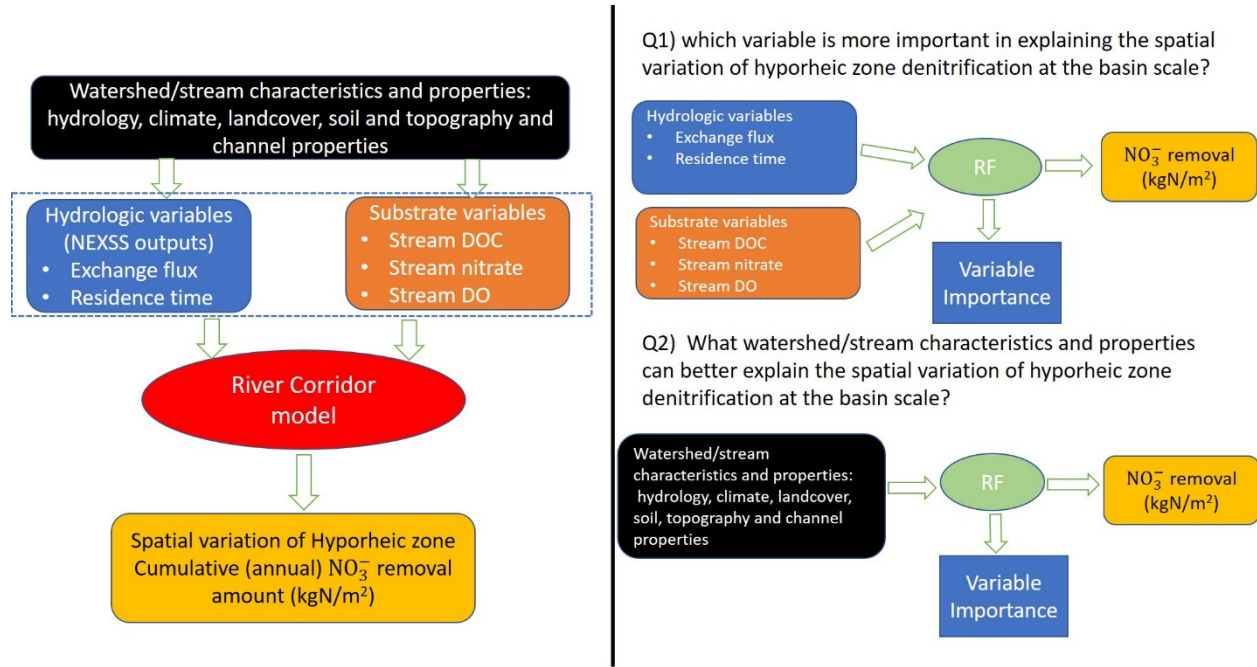 Watershed/stream characteristics and properties:
hydrology, climate, landcover, soil and topography and
channel properties
Hydrologic variables
(NEXSS outputs)
• Exchange flux
• Residence time
Substrate variables
• Stream DOC
• Stream nitrate
• Stream DO
River Corridor
model
Spatial variation of Hyporheic zone
Cumulative (annual) NO₃⁻ removal
amount (kgN/m²)
Q1) which variable is more important in explaining the spatial
variation of hyporheic zone denitrification at the basin scale?
Hydrologic variables
• Exchange flux
• Residence time
Substrate variables
• Stream DOC
• Stream nitrate
• Stream DO
RF
NO₃⁻ removal
(kgN/m²)
Variable
Importance
Q2) What watershed/stream characteristics and properties
can better explain the spatial variation of hyporheic zone
denitrification at the basin scale?
Watershed/stream
characteristics and properties:
hydrology, climate, landcover,
soil, topography and channel
properties
RF
NO₃⁻ removal
(kgN/m²)
Variable
Importance